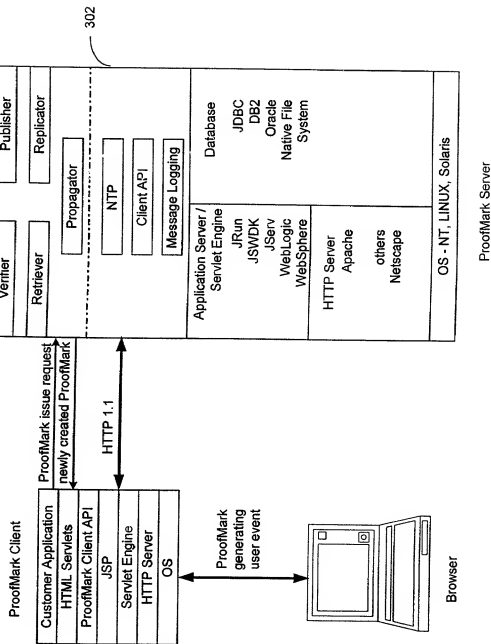 302
Verifier
Publisher
Retriever
Replicator
Propagator
NTP
Client API
Message Logging
Application Server /
Servlet Engine
JRun
JSWDK
JServ
WebLogic
WebSphere
Database
JDBC
DB2
Oracle
Native File
System
HTTP Server
Apache
others
Netscape
OS - NT, LINUX, Solaris
ProofMark Server
ProofMark issue request
newly created ProofMark
HTTP 1.1
ProofMark Client
Customer Application
HTML Servlets
ProofMark Client API
JSP
Servlet Engine
HTTP Server
OS
ProofMark
generating
user event
Browser